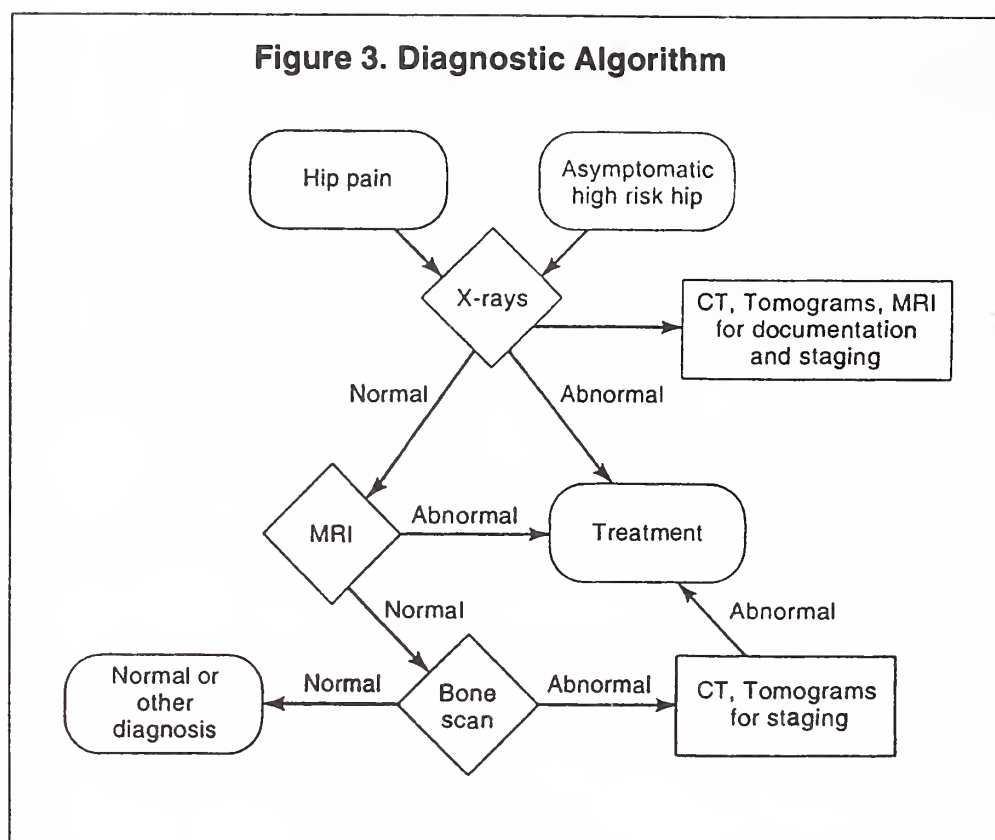 Figure 3. Diagnostic Algorithm
Hip pain
Asymptomatic
high risk hip
X-rays
CT, Tomograms, MRI
for documentation
and staging
Normal
Abnormal
MRI
Abnormal
Treatment
Normal
Abnormal
Normal or
other
diagnosis
Normal
Bone
scan
Abnormal
CT, Tomograms
for staging